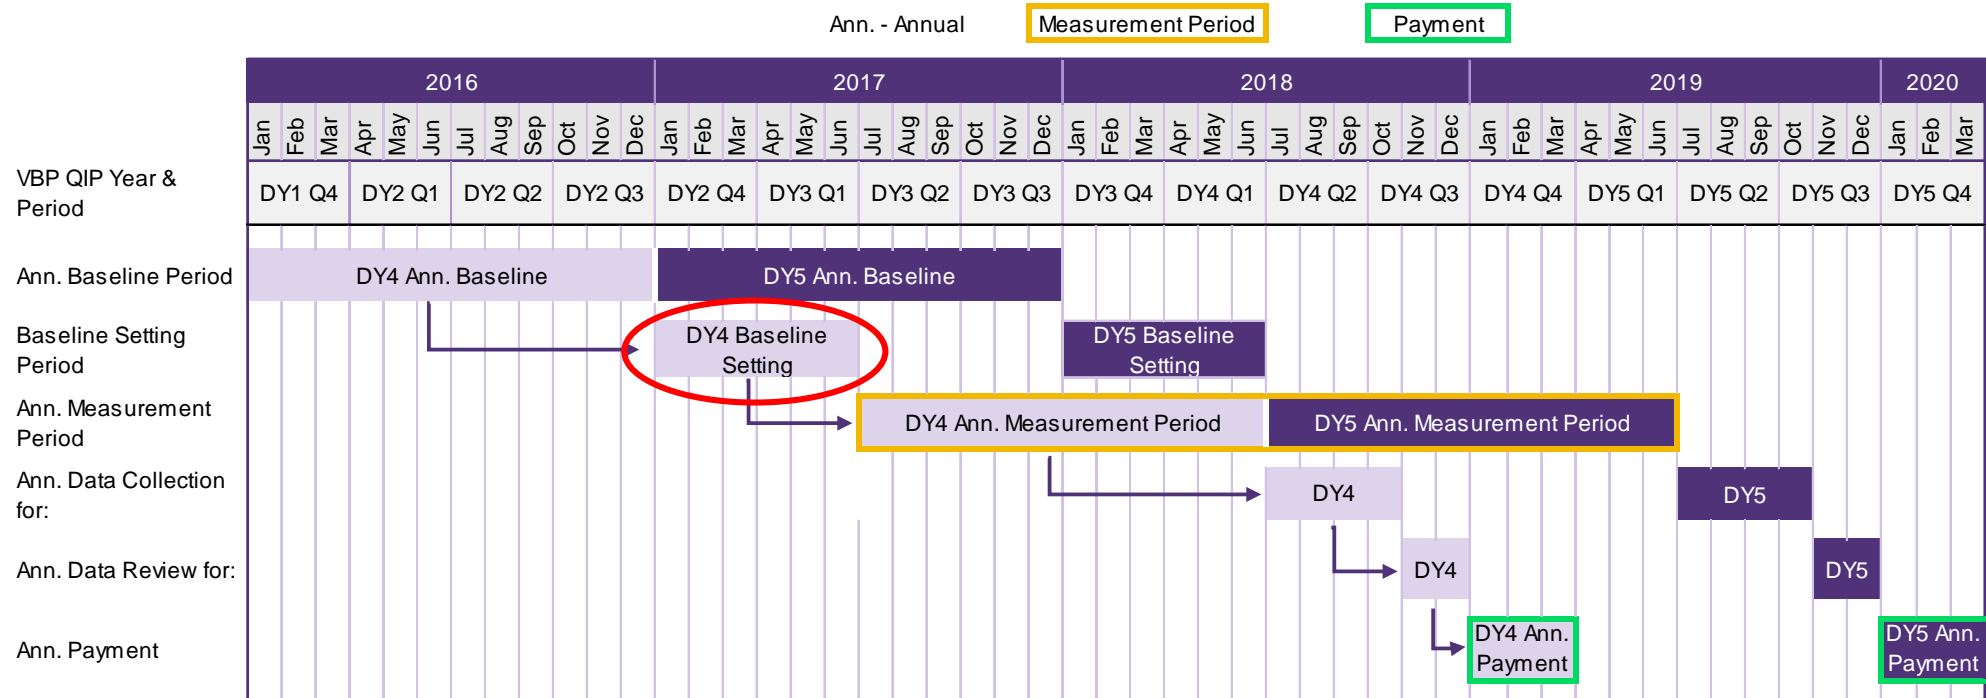 Ann. - Annual
Measurement Period
Payment
2016 2017 2018 2019 2020
Jan Feb Mar Apr May Jun Jul Aug Sep Oct Nov Dec Jan Feb Mar Apr May Jun Jul Aug Sep Oct Nov Dec Jan Feb Mar Apr May Jun Jul Aug Sep Oct Nov Dec Jan Feb Mar Apr May Jun Jul Aug Sep Oct Nov Dec Jan Feb Mar
VBP QIP Year &
Period
DY1 Q4 DY2 Q1 DY2 Q2 DY2 Q3 DY2 Q4 DY3 Q1 DY3 Q2 DY3 Q3 DY3 Q4 DY4 Q1 DY4 Q2 DY4 Q3 DY4 Q4 DY5 Q1 DY5 Q2 DY5 Q3 DY5 Q4
Ann. Baseline Period
DY4 Ann. Baseline
DY5 Ann. Baseline
Baseline Setting
Period
DY4 Baseline
Setting
DY5 Baseline
Setting
Ann. Measurement
Period
DY4 Ann. Measurement Period
DY5 Ann. Measurement Period
Ann. Data Collection
for:
DY4
DY5
Ann. Data Review for:
DY4
DY5
Ann. Payment
DY4 Ann.
Payment
DY5 Ann.
Payment